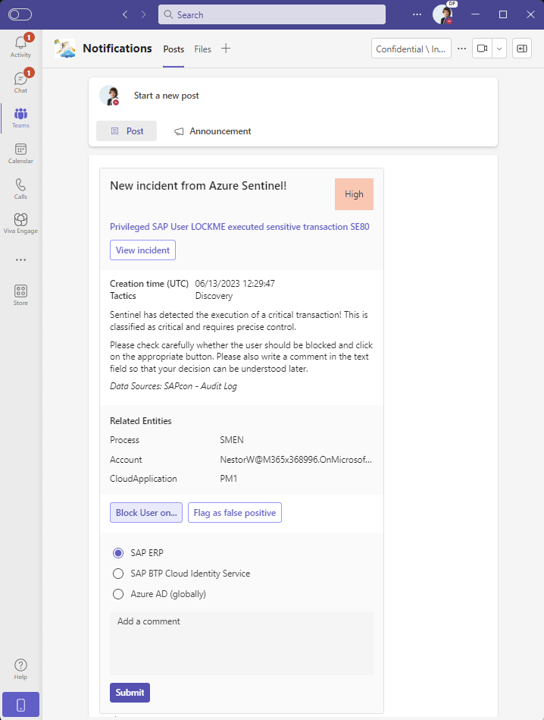 Search
DF
1
Activity
1
Chat
Teams
Calendar
Calls
Viva Engage
Store
Help
Notifications
Posts
Files
Confidential \ In...
Start a new post
Post
Announcement
New incident from Azure Sentinel!
High
Privileged SAP User LOCKME executed sensitive transaction SE80
View incident
Creation time (UTC) 06/13/2023 12:29:47
Tactics Discovery
Sentinel has detected the execution of a critical transaction! This is
classified as critical and requires precise control.
Please check carefully whether the user should be blocked and click
on the appropriate button. Please also write a comment in the text
field so that your decision can be understood later.
Data Sources: SAPcon - Audit Log
Related Entities
Process SMEN
Account NestorW@M365x368996.OnMicrosof...
CloudApplication PM1
Block User on...
Flag as false positive
SAP ERP
SAP BTP Cloud Identity Service
Azure AD (globally)
Add a comment
Submit